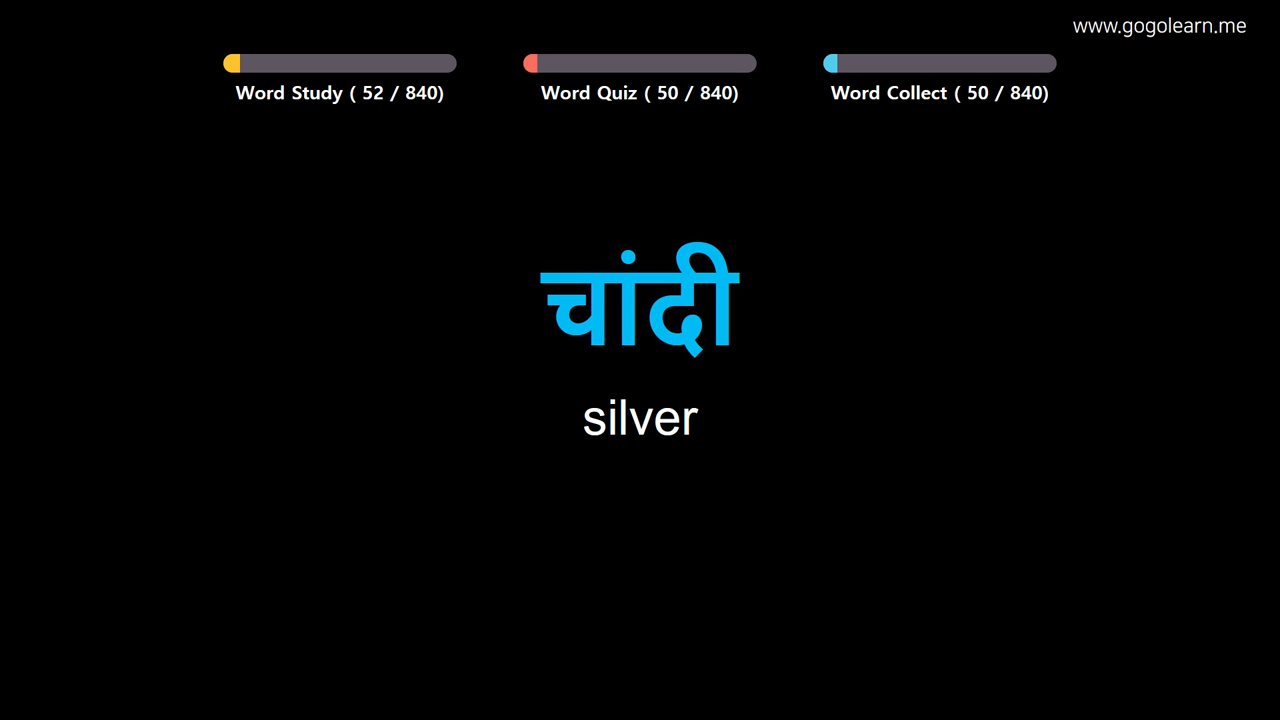 www.gogolearn.me
Word Study ( 52 / 840)
Word Quiz ( 50 / 840)
Word Collect ( 50 / 840)
चांदी
silver